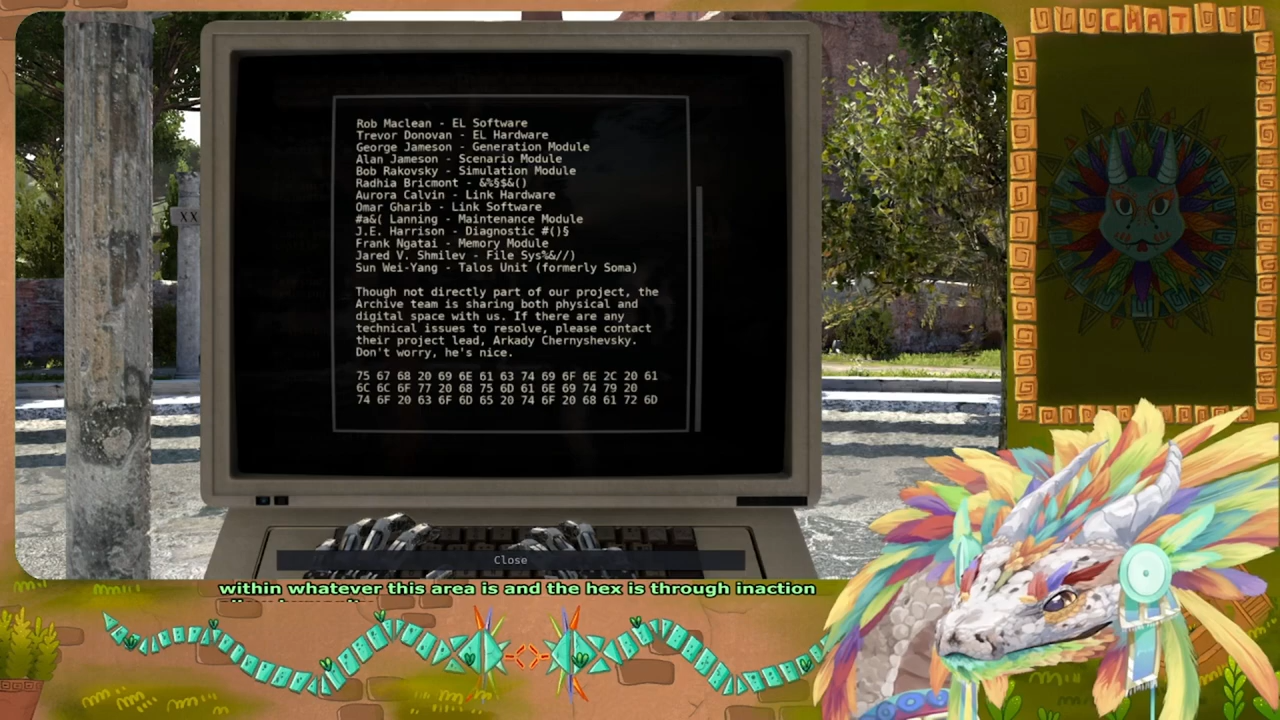 CHAT
XX
Rob Maclean - EL Software
Trevor Donovan - EL Hardware
George Jameson - Generation Module
Alan Jameson - Scenario Module
Bob Rakovsky - Simulation Module
Radhia Bricmont - &%§$&()
Aurora Calvin - Link Hardware
Omar Gharib - Link Software
#a&( Lanning - Maintenance Module
J.E. Harrison - Diagnostic #()§
Frank Ngatai - Memory Module
Jared V. Shmilev - File Sys%&//)
Sun Wei-Yang - Talos Unit (formerly Soma)
Though not directly part of our project, the
Archive team is sharing both physical and
digital space with us. If there are any
technical issues to resolve, please contact
their project lead, Arkady Chernyshevsky.
Don't worry, he's nice.
75 67 68 20 69 6E 61 63 74 69 6F 6E 2C 20 61
6C 6C 6F 77 20 68 75 6D 61 6E 69 74 79 20
74 6F 20 63 6F 6D 65 20 74 6F 20 68 61 72 6D
Close
within whatever this area is and the hex is through inaction